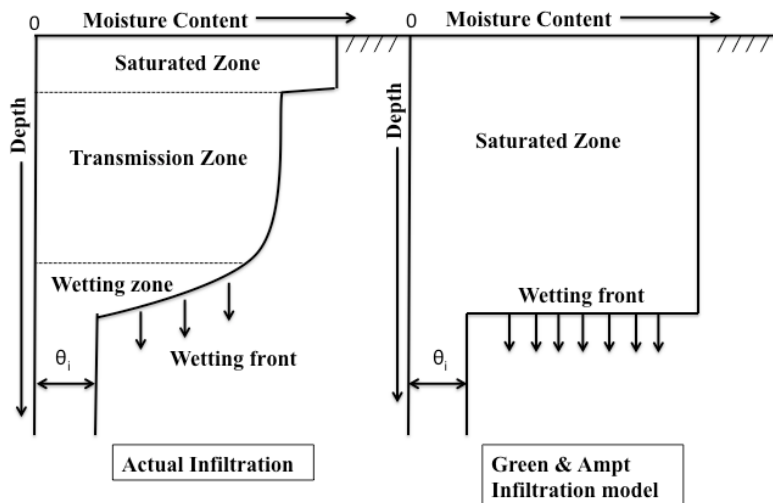 0
Moisture Content
Saturated Zone
Depth
Transmission Zone
Wetting zone
Wetting front
θi
Actual Infiltration
0
Moisture Content
Depth
Saturated Zone
Wetting front
θi
Green & Ampt
Infiltration model